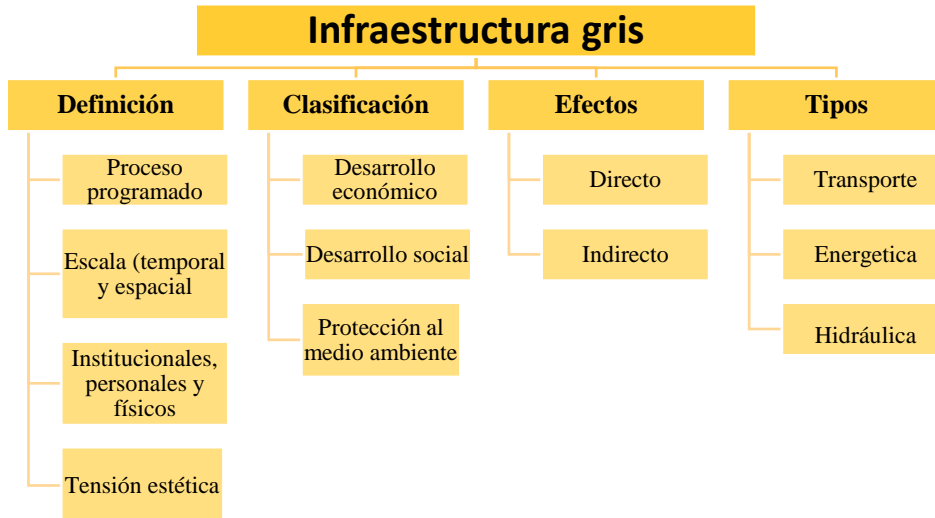 Infraestructura gris
Definición
Proceso
programado
Escala (temporal
y espacial
Institucionales,
personales y
físicos
Tensión estética
Clasificación
Desarrollo
económico
Desarrollo social
Protección al
medio ambiente
Efectos
Directo
Indirecto
Tipos
Transporte
Energetica
Hidráulica